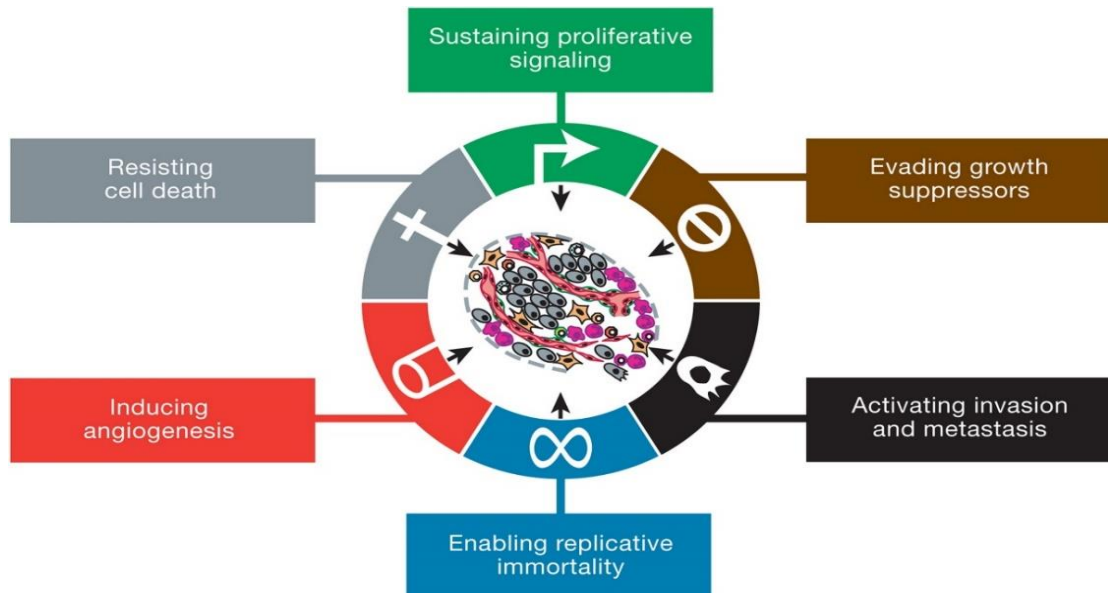 Sustaining proliferative
signaling
Resisting
cell death
Evading growth
suppressors
Inducing
angiogenesis
Activating invasion
and metastasis
Enabling replicative
immortality